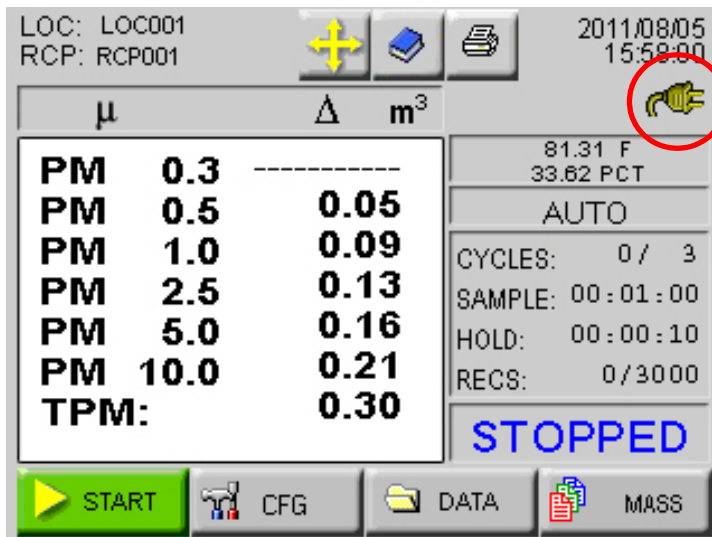 LOC: LOC001
RCP: RCP001
2011/08/05
15:58:00
µ Δ m³
PM 0.3 -----------
PM 0.5 0.05
PM 1.0 0.09
PM 2.5 0.13
PM 5.0 0.16
PM 10.0 0.21
TPM: 0.30
81.31 F
33.62 PCT
AUTO
CYCLES: 0/ 3
SAMPLE: 00:01:00
HOLD: 00:00:10
RECS: 0/3000
STOPPED
START CFG DATA MASS